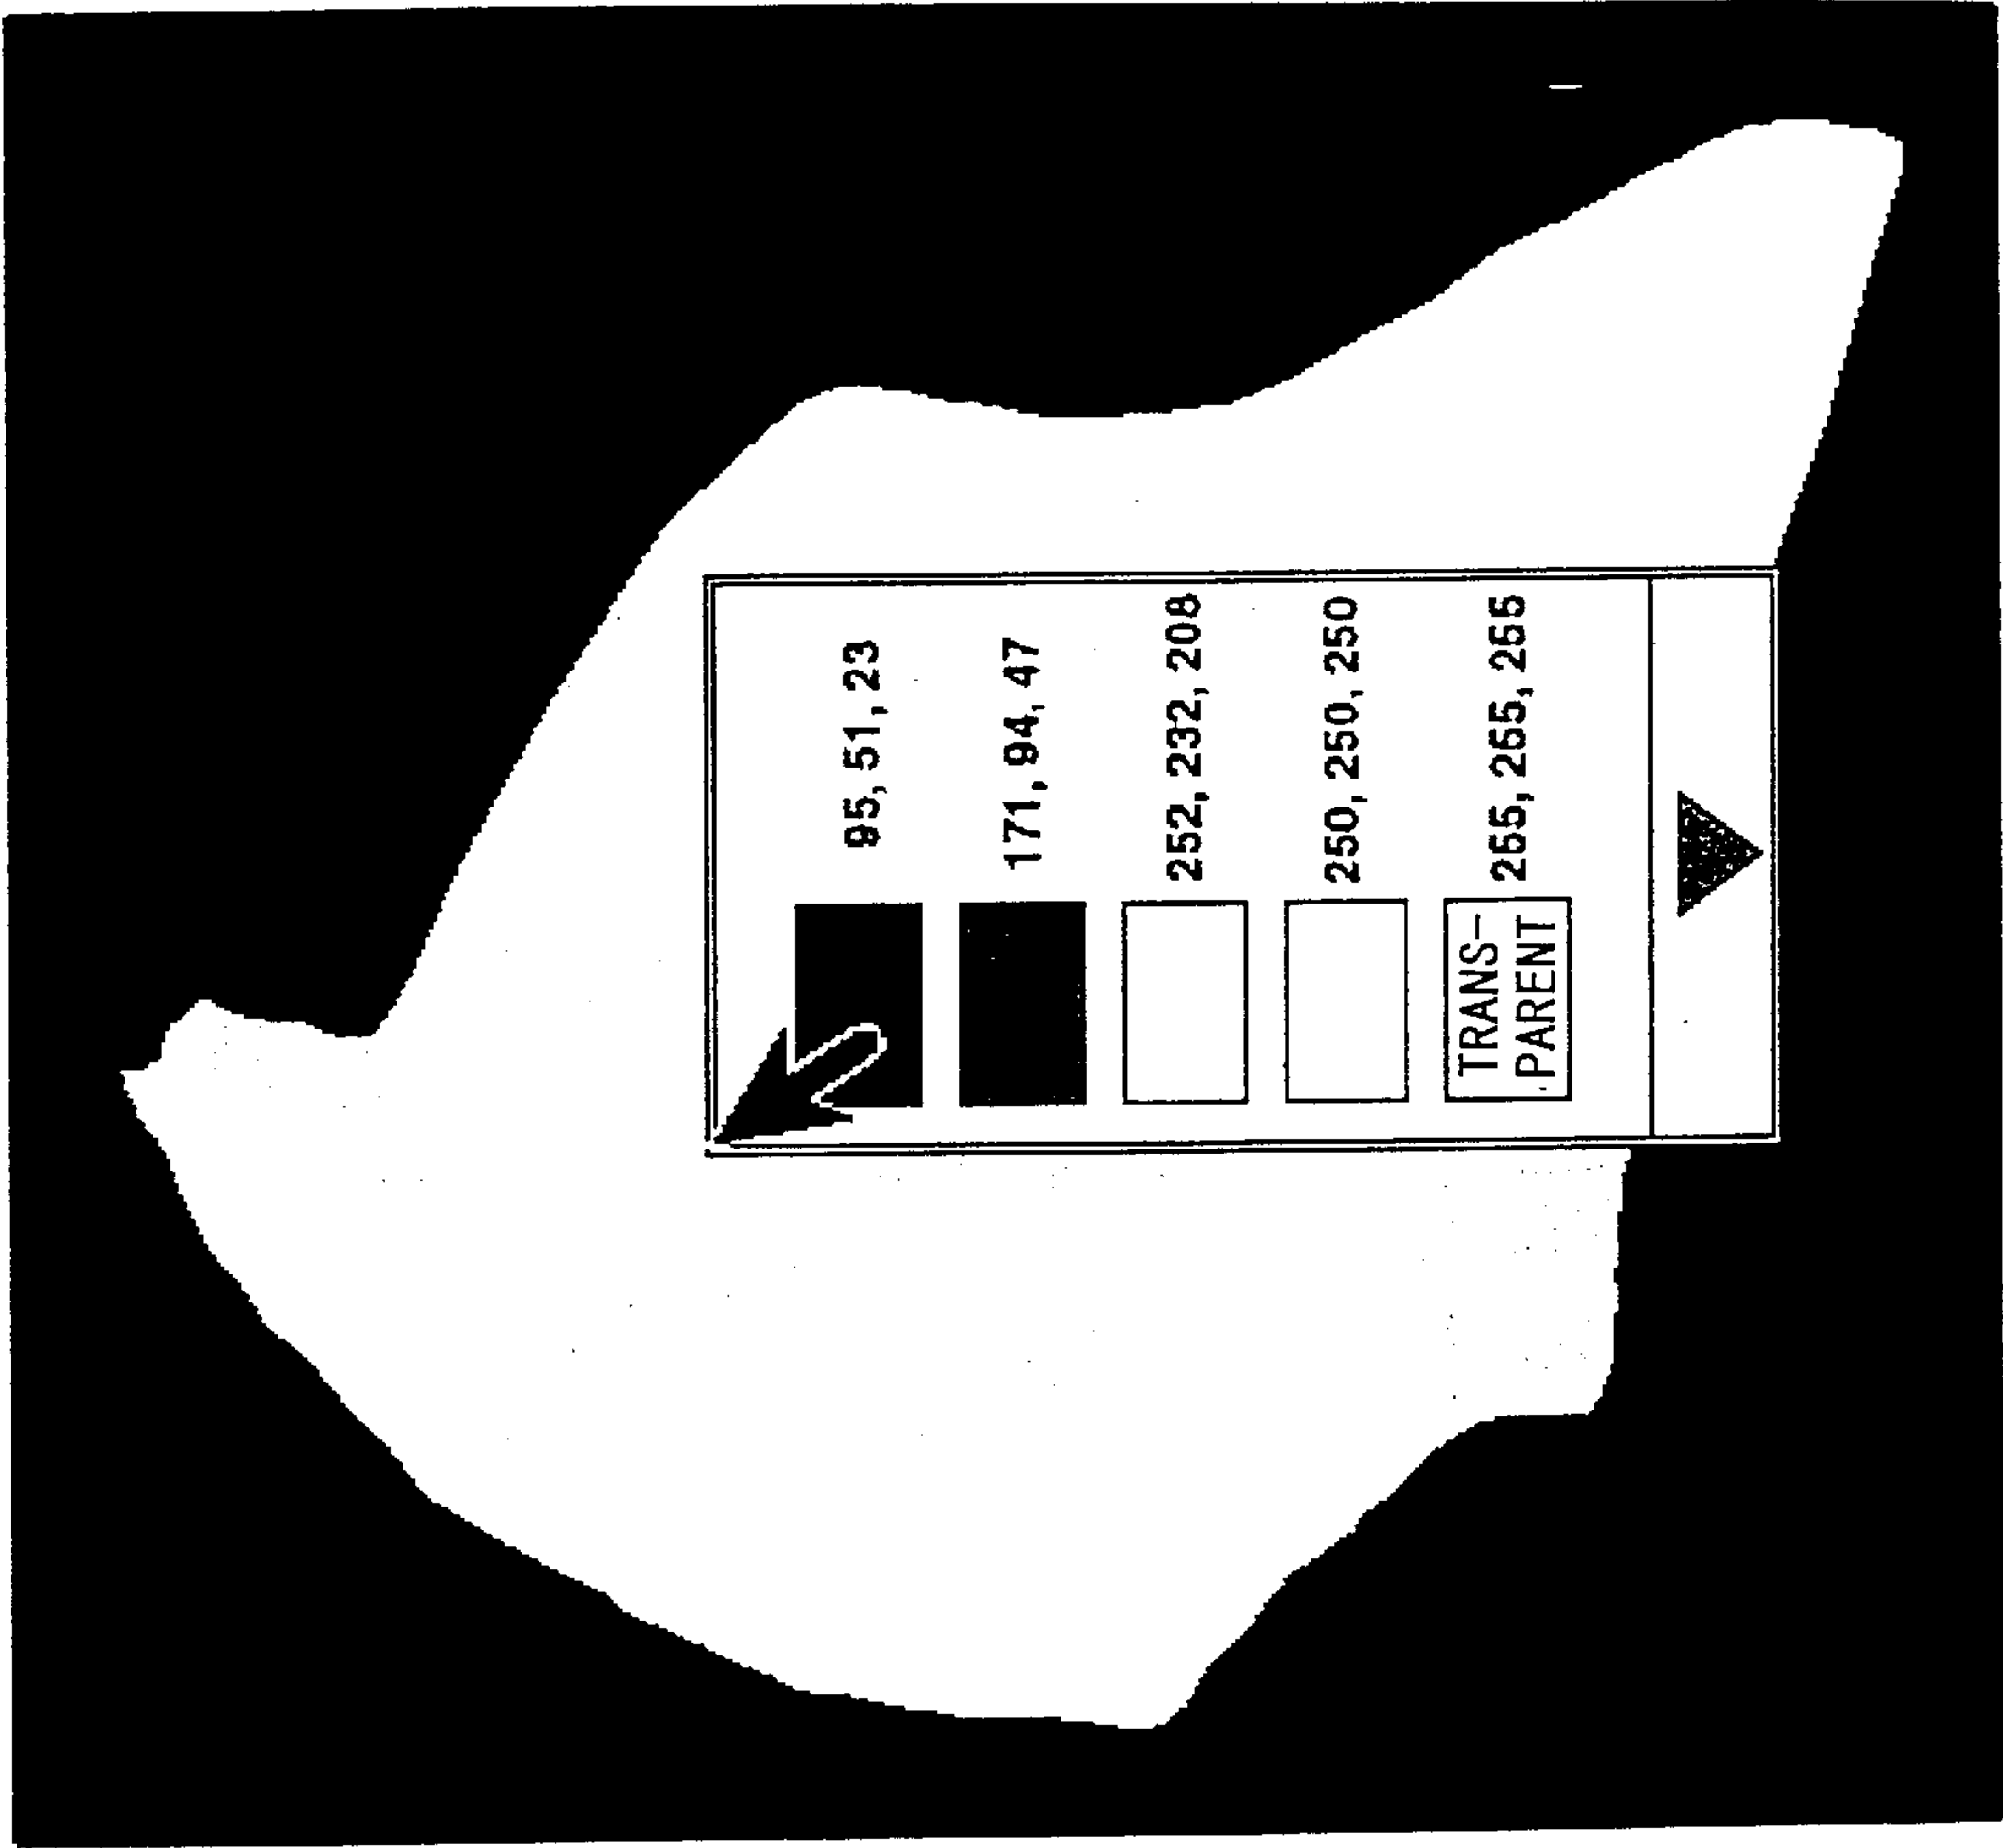 95, 51, 23
171, 94, 47
252, 232, 208
250, 250, 250
TRANS-
PARENT
255, 255, 255